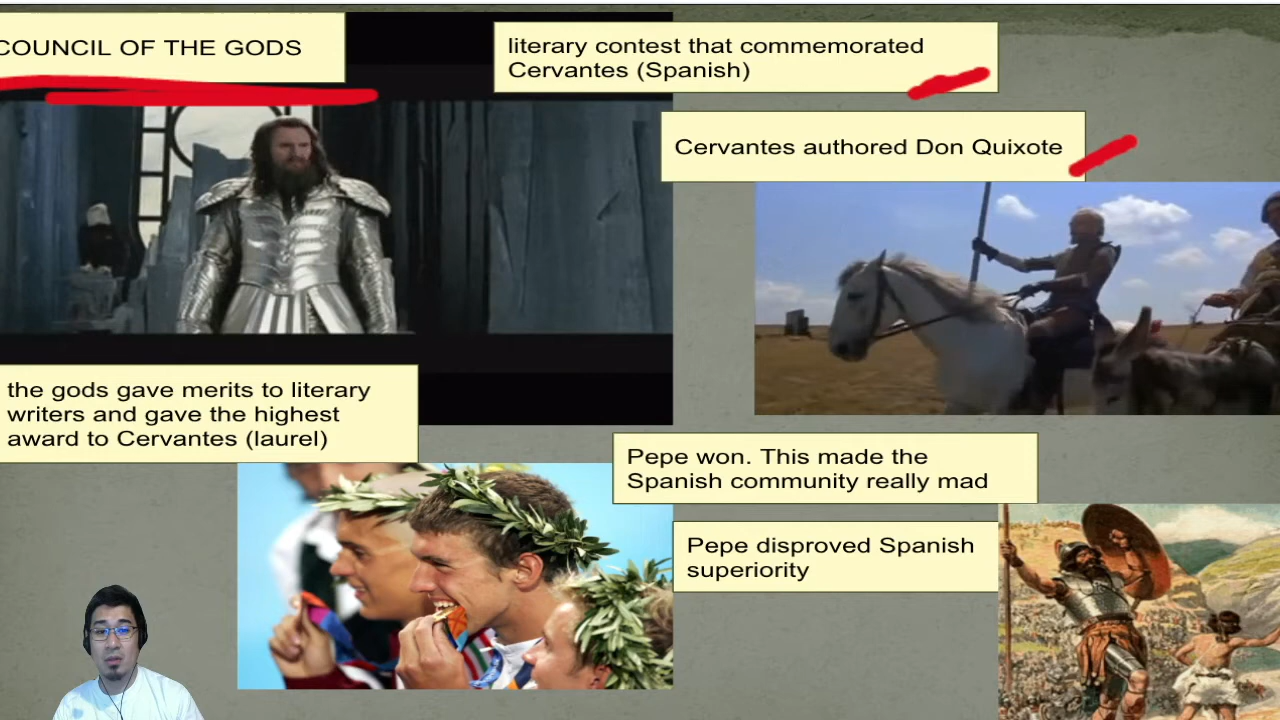 COUNCIL OF THE GODS
literary contest that commemorated
Cervantes (Spanish)
Cervantes authored Don Quixote
the gods gave merits to literary
writers and gave the highest
award to Cervantes (laurel)
Pepe won. This made the
Spanish community really mad
Pepe disproved Spanish
superiority